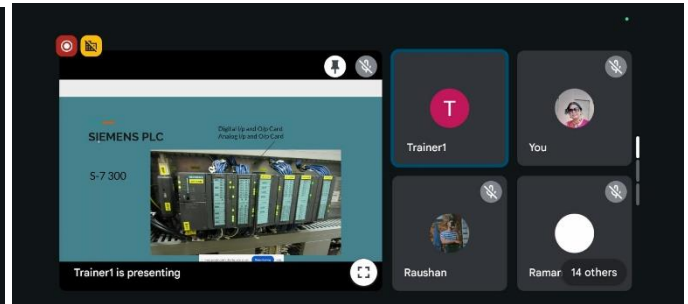 SIEMENS PLC
Digital I/p and O/p Card
Analog I/p and O/p Card
S-7 300
Trainer1 is presenting
T
Trainer1
You
Raushan
Raman
14 others